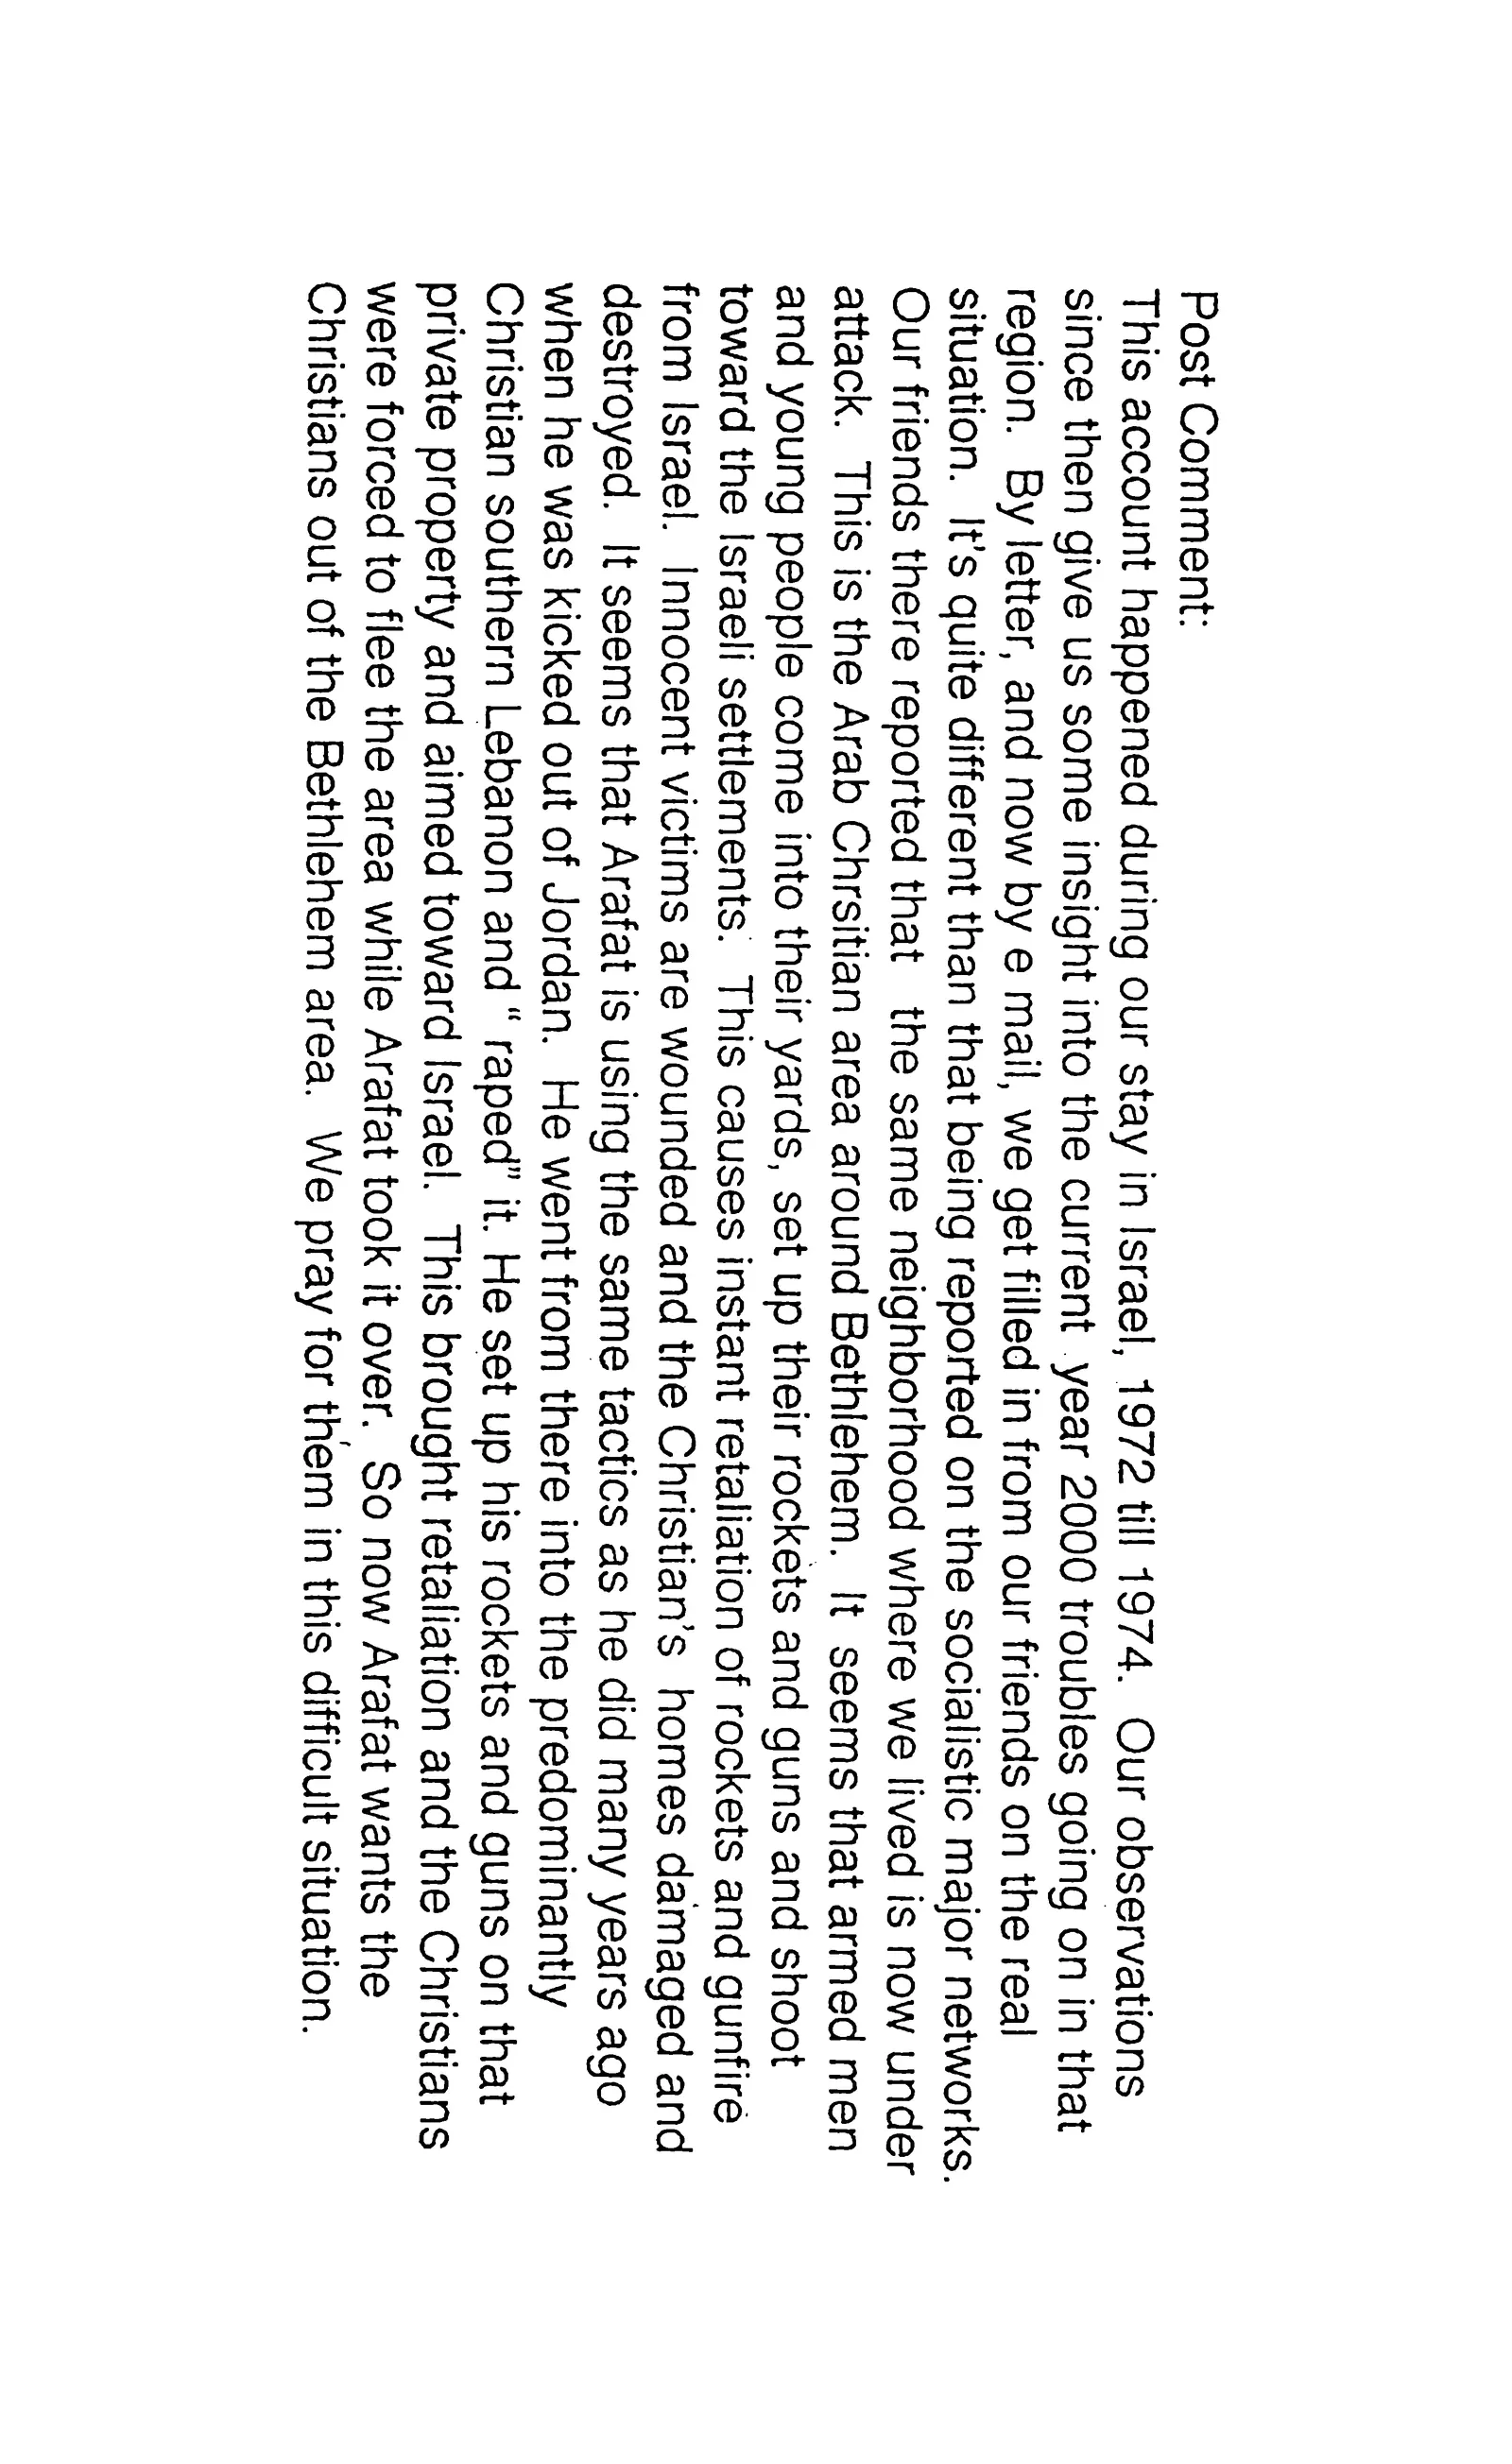 Post Comment:
This account happened during our stay in Israel, 1972 till 1974. Our observations
since then give us some insight into the current year 2000 troubles going on in that
region. By letter, and now by e mail, we get filled in from our friends on the real
situation. It's quite different than that being reported on the socialistic major networks.
Our friends there reported that the same neighborhood where we lived is now under
attack. This is the Arab Chrsitian area around Bethlehem. It seems that armed men
and young people come into their yards, set up their rockets and guns and shoot
toward the Israeli settlements. This causes instant retaliation of rockets and gunfire
from Israel. Innocent victims are wounded and the Christian's homes damaged and
destroyed. It seems that Arafat is using the same tactics as he did many years ago
when he was kicked out of Jordan. He went from there into the predominantly
Christian southern Lebanon and “ raped” it. He set up his rockets and guns on that
private property and aimed toward Israel. This brought retaliation and the Christians
were forced to flee the area while Arafat took it over. So now Arafat wants the
Christians out of the Bethlehem area. We pray for them in this difficult situation.